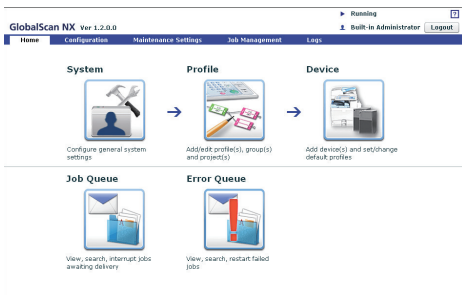 Running ?
GlobalScan NX Ver 1.2.0.0
Built-in Administrator Logout
Home Configuration Maintenance Settings Job Management Logs
System Profile Device
Configure general system settings
Add/edit profile(s), group(s) and project(s)
Add device(s) and set/change default profiles
Job Queue Error Queue
View, search, interrupt jobs awaiting delivery
View, search, restart failed jobs